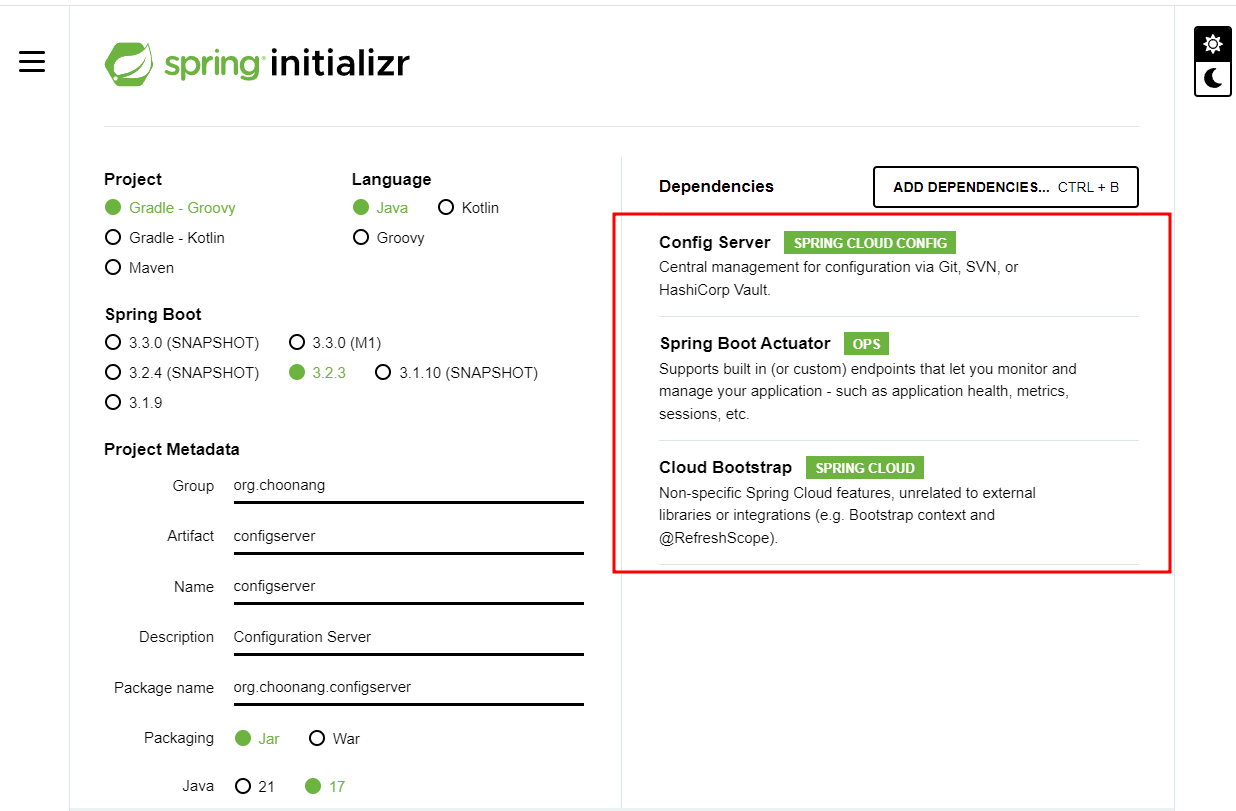 spring initializr
Project
Gradle - Groovy
Gradle - Kotlin
Maven
Language
Java Kotlin
Groovy
Spring Boot
3.3.0 (SNAPSHOT) 3.3.0 (M1)
3.2.4 (SNAPSHOT) 3.2.3 3.1.10 (SNAPSHOT)
3.1.9
Project Metadata
Group org.choonang
Artifact configserver
Name configserver
Description Configuration Server
Package name org.choonang.configserver
Packaging Jar War
Java 21 17
Dependencies ADD DEPENDENCIES... CTRL + B
Config Server SPRING CLOUD CONFIG
Central management for configuration via Git, SVN, or
HashiCorp Vault.
Spring Boot Actuator OPS
Supports built in (or custom) endpoints that let you monitor and
manage your application - such as application health, metrics,
sessions, etc.
Cloud Bootstrap SPRING CLOUD
Non-specific Spring Cloud features, unrelated to external
libraries or integrations (e.g. Bootstrap context and
@RefreshScope).